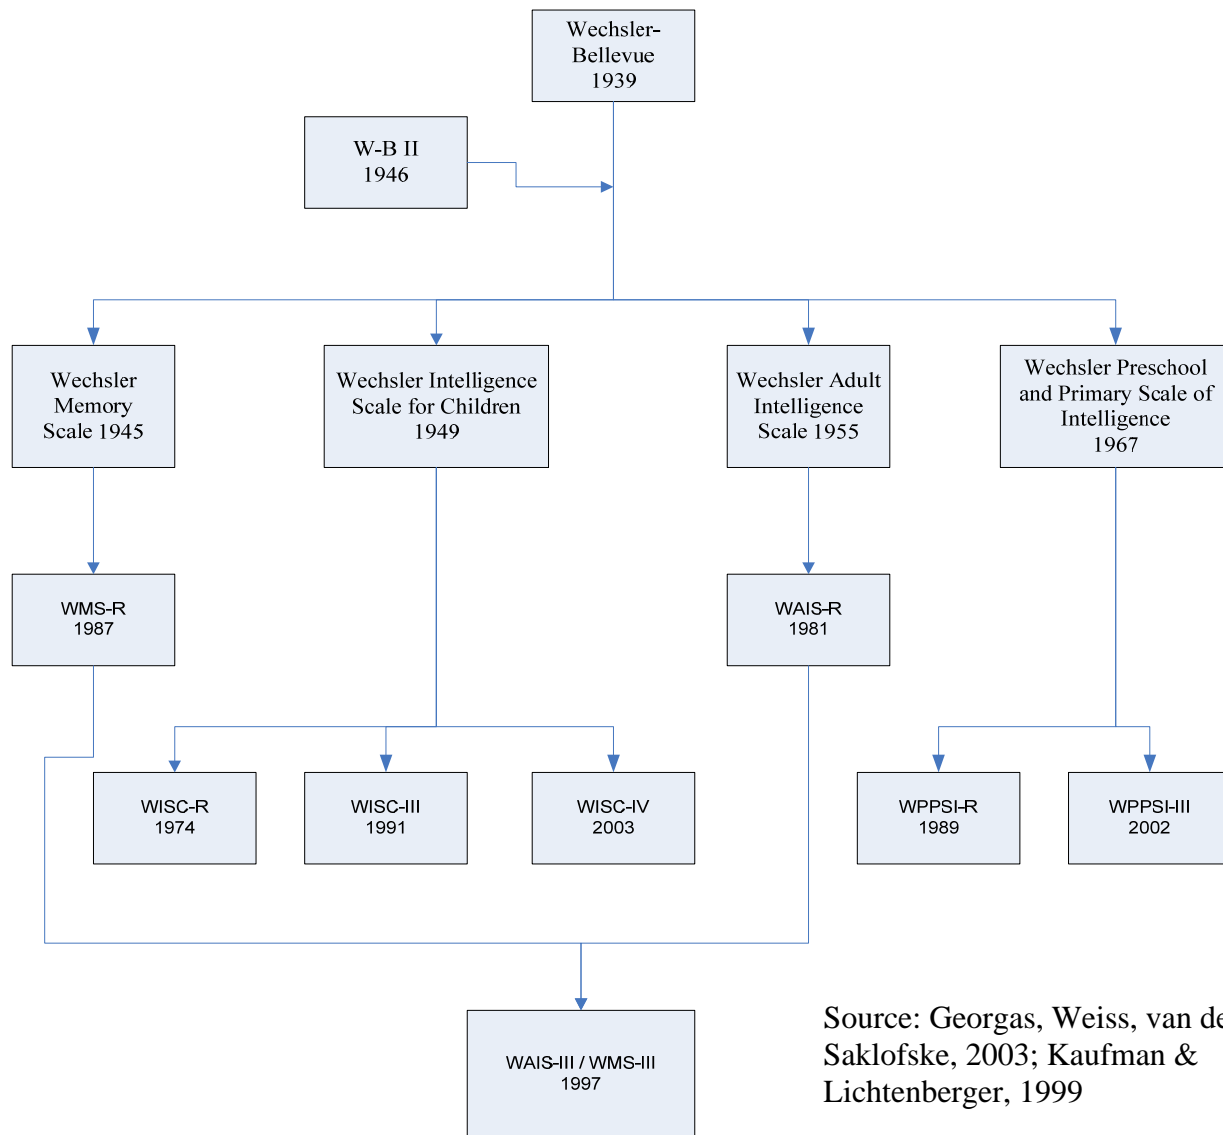 Wechsler-
Bellevue
1939
W-B II
1946
Wechsler
Memory
Scale 1945
Wechsler Intelligence
Scale for Children
1949
Wechsler Adult
Intelligence
Scale 1955
Wechsler Preschool
and Primary Scale of
Intelligence
1967
WMS-R
1987
WAIS-R
1981
WISC-R
1974
WISC-III
1991
WISC-IV
2003
WPPSI-R
1989
WPPSI-III
2002
WAIS-III / WMS-III
1997
Source: Georgas, Weiss, van de
Saklofske, 2003; Kaufman &
Lichtenberger, 1999